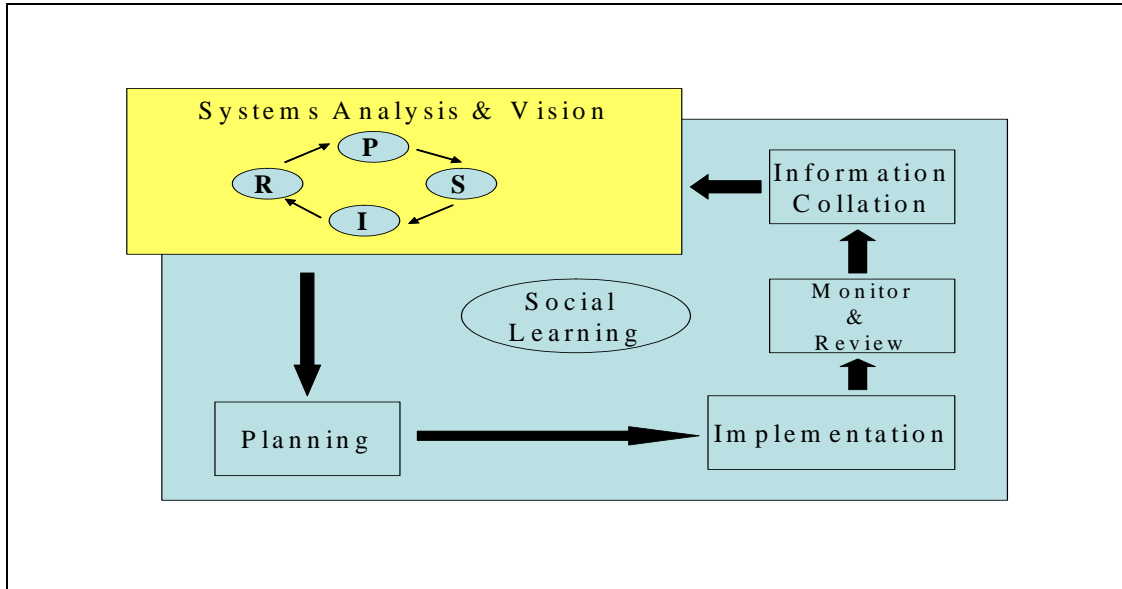 Systems Analysis & Vision
P
R
S
I
Information
Collation
Social
Learning
Monitor
&
Review
Planning
Implementation